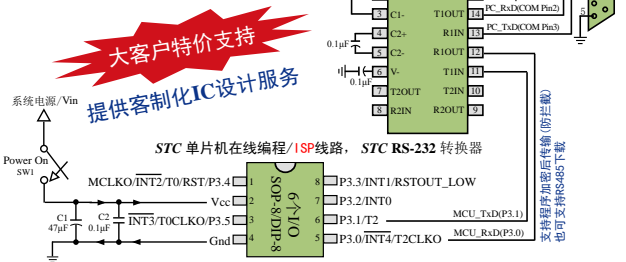 3 C1- T1OUT 14 PC_RxD(COM Pin2)
4 C2+ R1IN 13 PC_TxD(COM Pin3)
0.1μF
5 C2- R1OUT 12
6 V- T1IN 11
0.1μF
7 T2OUT T2IN 10
8 R2IN R2OUT 9
5
大客户特价支持
提供客制化IC设计服务
系统电源/Vin
Power On
SW1
STC 单片机在线编程/ISP线路， STC RS-232 转换器
MCLKO/INT2/T0/RST/P3.4 1 8 P3.3/INT1/RSTOUT_LOW
Vcc 2 7 P3.2/INT0
INT3/T0CLKO/P3.5 3 6 P3.1/T2 MCU_TxD(P3.1)
Gnd 4 5 P3.0/INT4/T2CLKO MCU_RxD(P3.0)
6个I/O
SOP-8/DIP-8
C1
47μF
C2
0.1μF
支持程序加密后传输(防拦截)
也可支持RS485下载